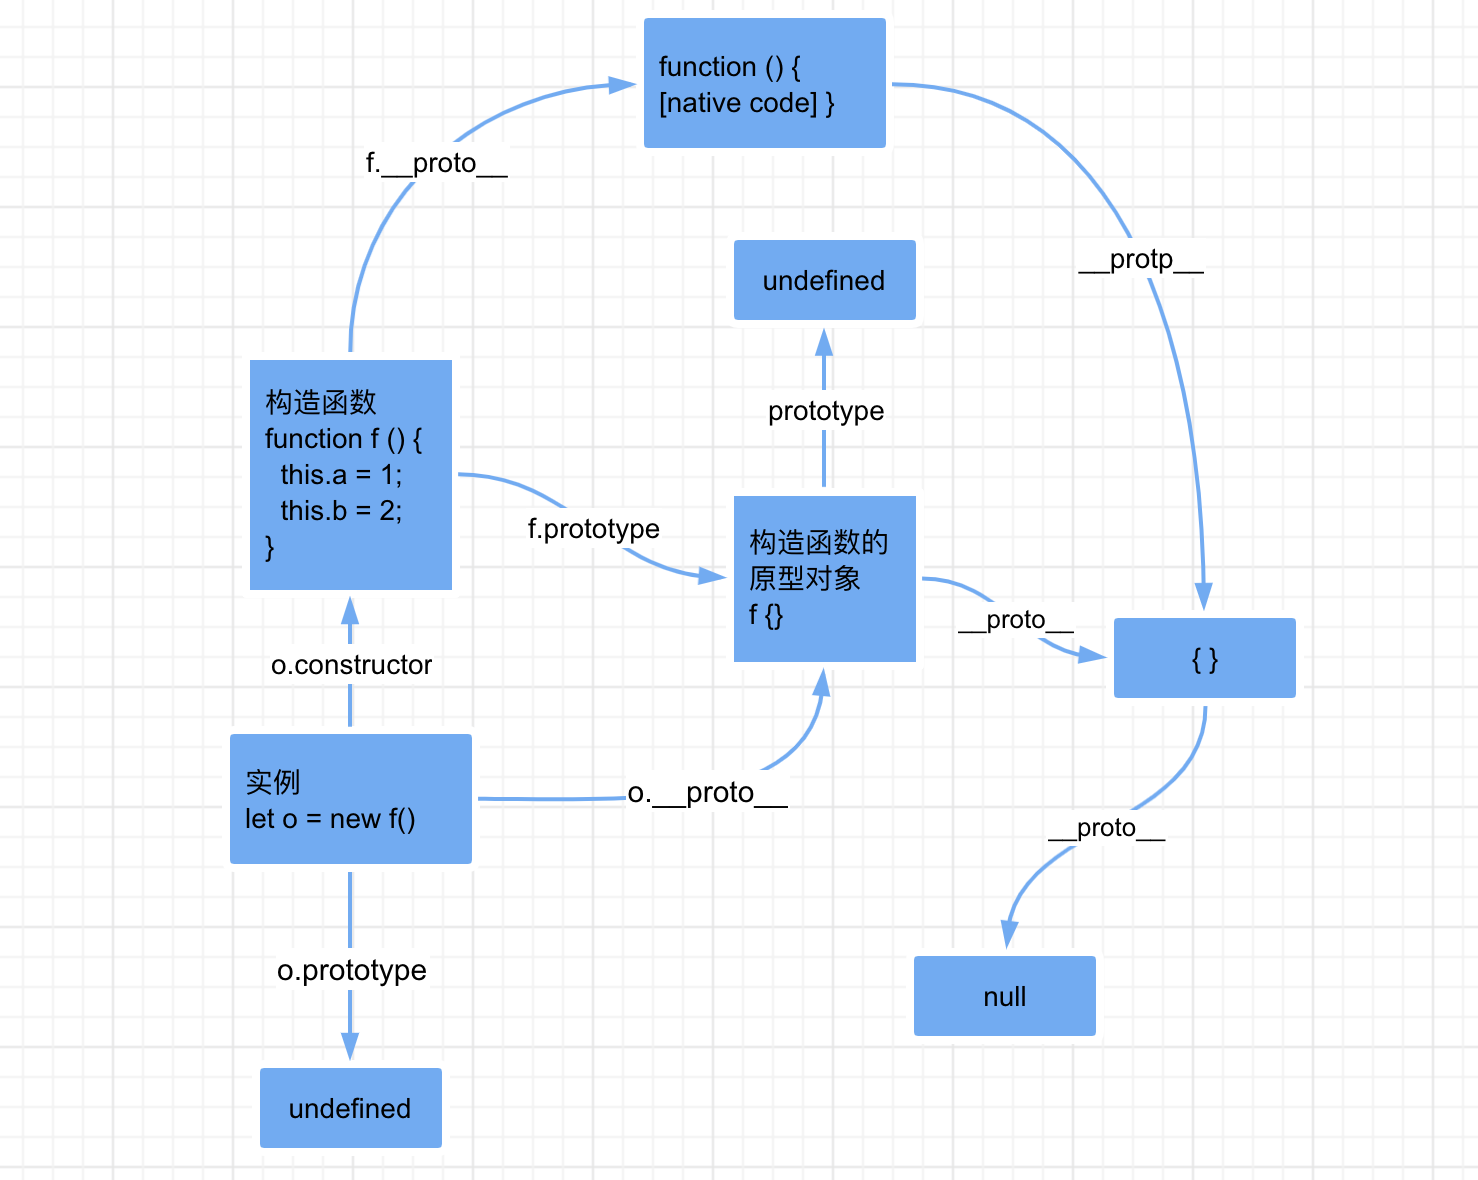 function () {
[native code] }
f.__proto__
__protp__
undefined
prototype
构造函数
function f () {
this.a = 1;
this.b = 2;
}
f.prototype
构造函数的
原型对象
f {}
__proto__
{ }
o.constructor
实例
let o = new f()
o.__proto__
__proto__
o.prototype
null
undefined